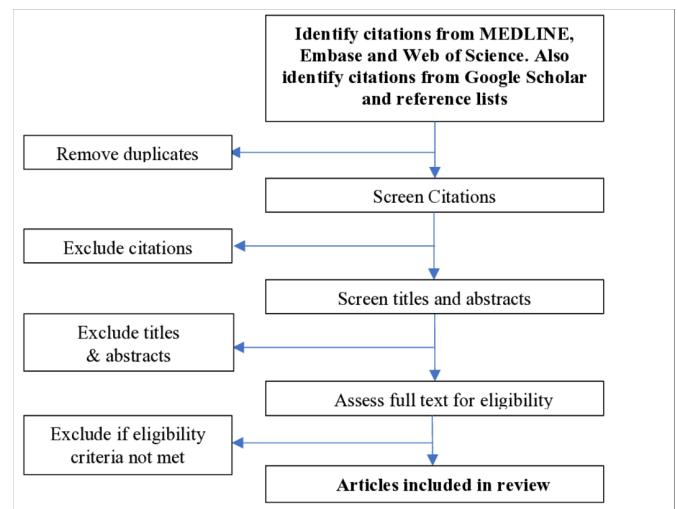 Identify citations from MEDLINE,
Embase and Web of Science. Also
identify citations from Google Scholar
and reference lists
Remove duplicates
Screen Citations
Exclude citations
Screen titles and abstracts
Exclude titles
& abstracts
Assess full text for eligibility
Exclude if eligibility
criteria not met
Articles included in review